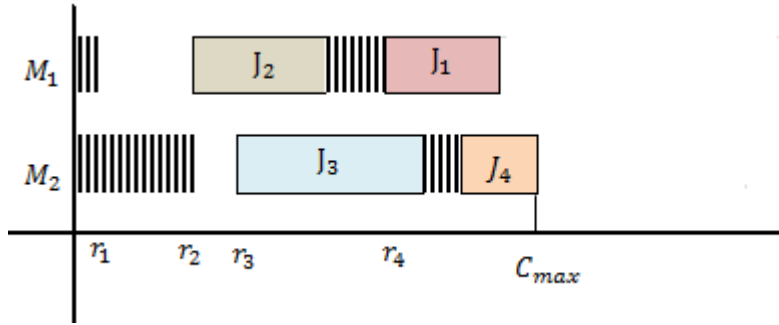 M₁ J₂ J₁
M₂ J₃ J₄
r₁ r₂ r₃ r₄ Cₘₐₓ